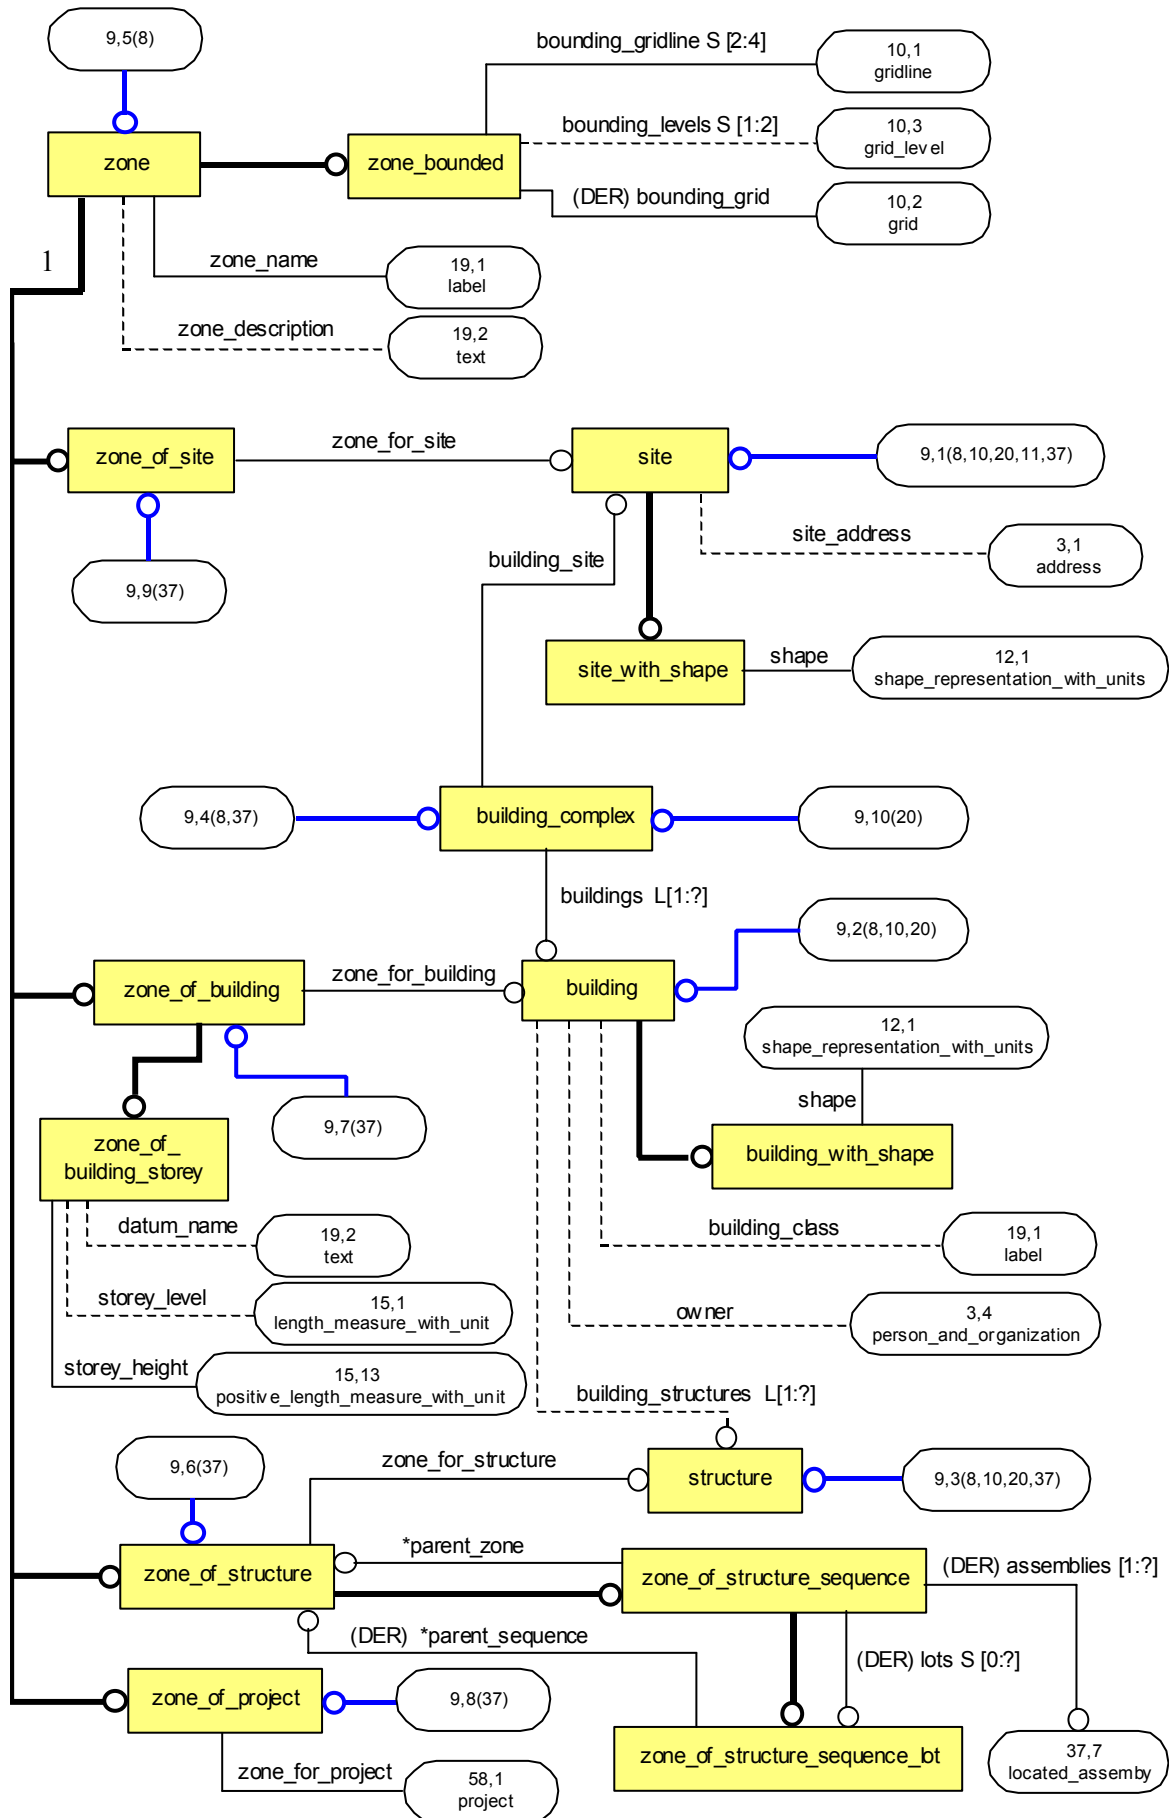 9,5(8)
bounding_gridline S [2:4]
10,1
gridline
zone
zone_bounded
bounding_levels S [1:2]
10,3
grid_level
(DER) bounding_grid
10,2
grid
1
zone_name
19,1
label
zone_description
19,2
text
zone_of_site
zone_for_site
site
9,1(8,10,20,11,37)
9,9(37)
building_site
site_address
3,1
address
site_with_shape
shape
12,1
shape_representation_with_units
9,4(8,37)
building_complex
9,10(20)
buildings L[1:?]
9,2(8,10,20)
zone_of_building
zone_for_building
building
12,1
shape_representation_with_units
shape
9,7(37)
zone_of_
building_storey
building_with_shape
datum_name
19,2
text
building_class
19,1
label
storey_level
15,1
length_measure_with_unit
owner
3,4
person_and_organization
storey_height
15,13
positive_length_measure_with_unit
building_structures L[1:?]
9,6(37)
zone_for_structure
structure
9,3(8,10,20,37)
zone_of_structure
*parent_zone
zone_of_structure_sequence
(DER) assemblies [1:?]
(DER) *parent_sequence
(DER) lots S [0:?]
zone_of_project
9,8(37)
zone_of_structure_sequence_lot
37,7
located_assemby
zone_for_project
58,1
project